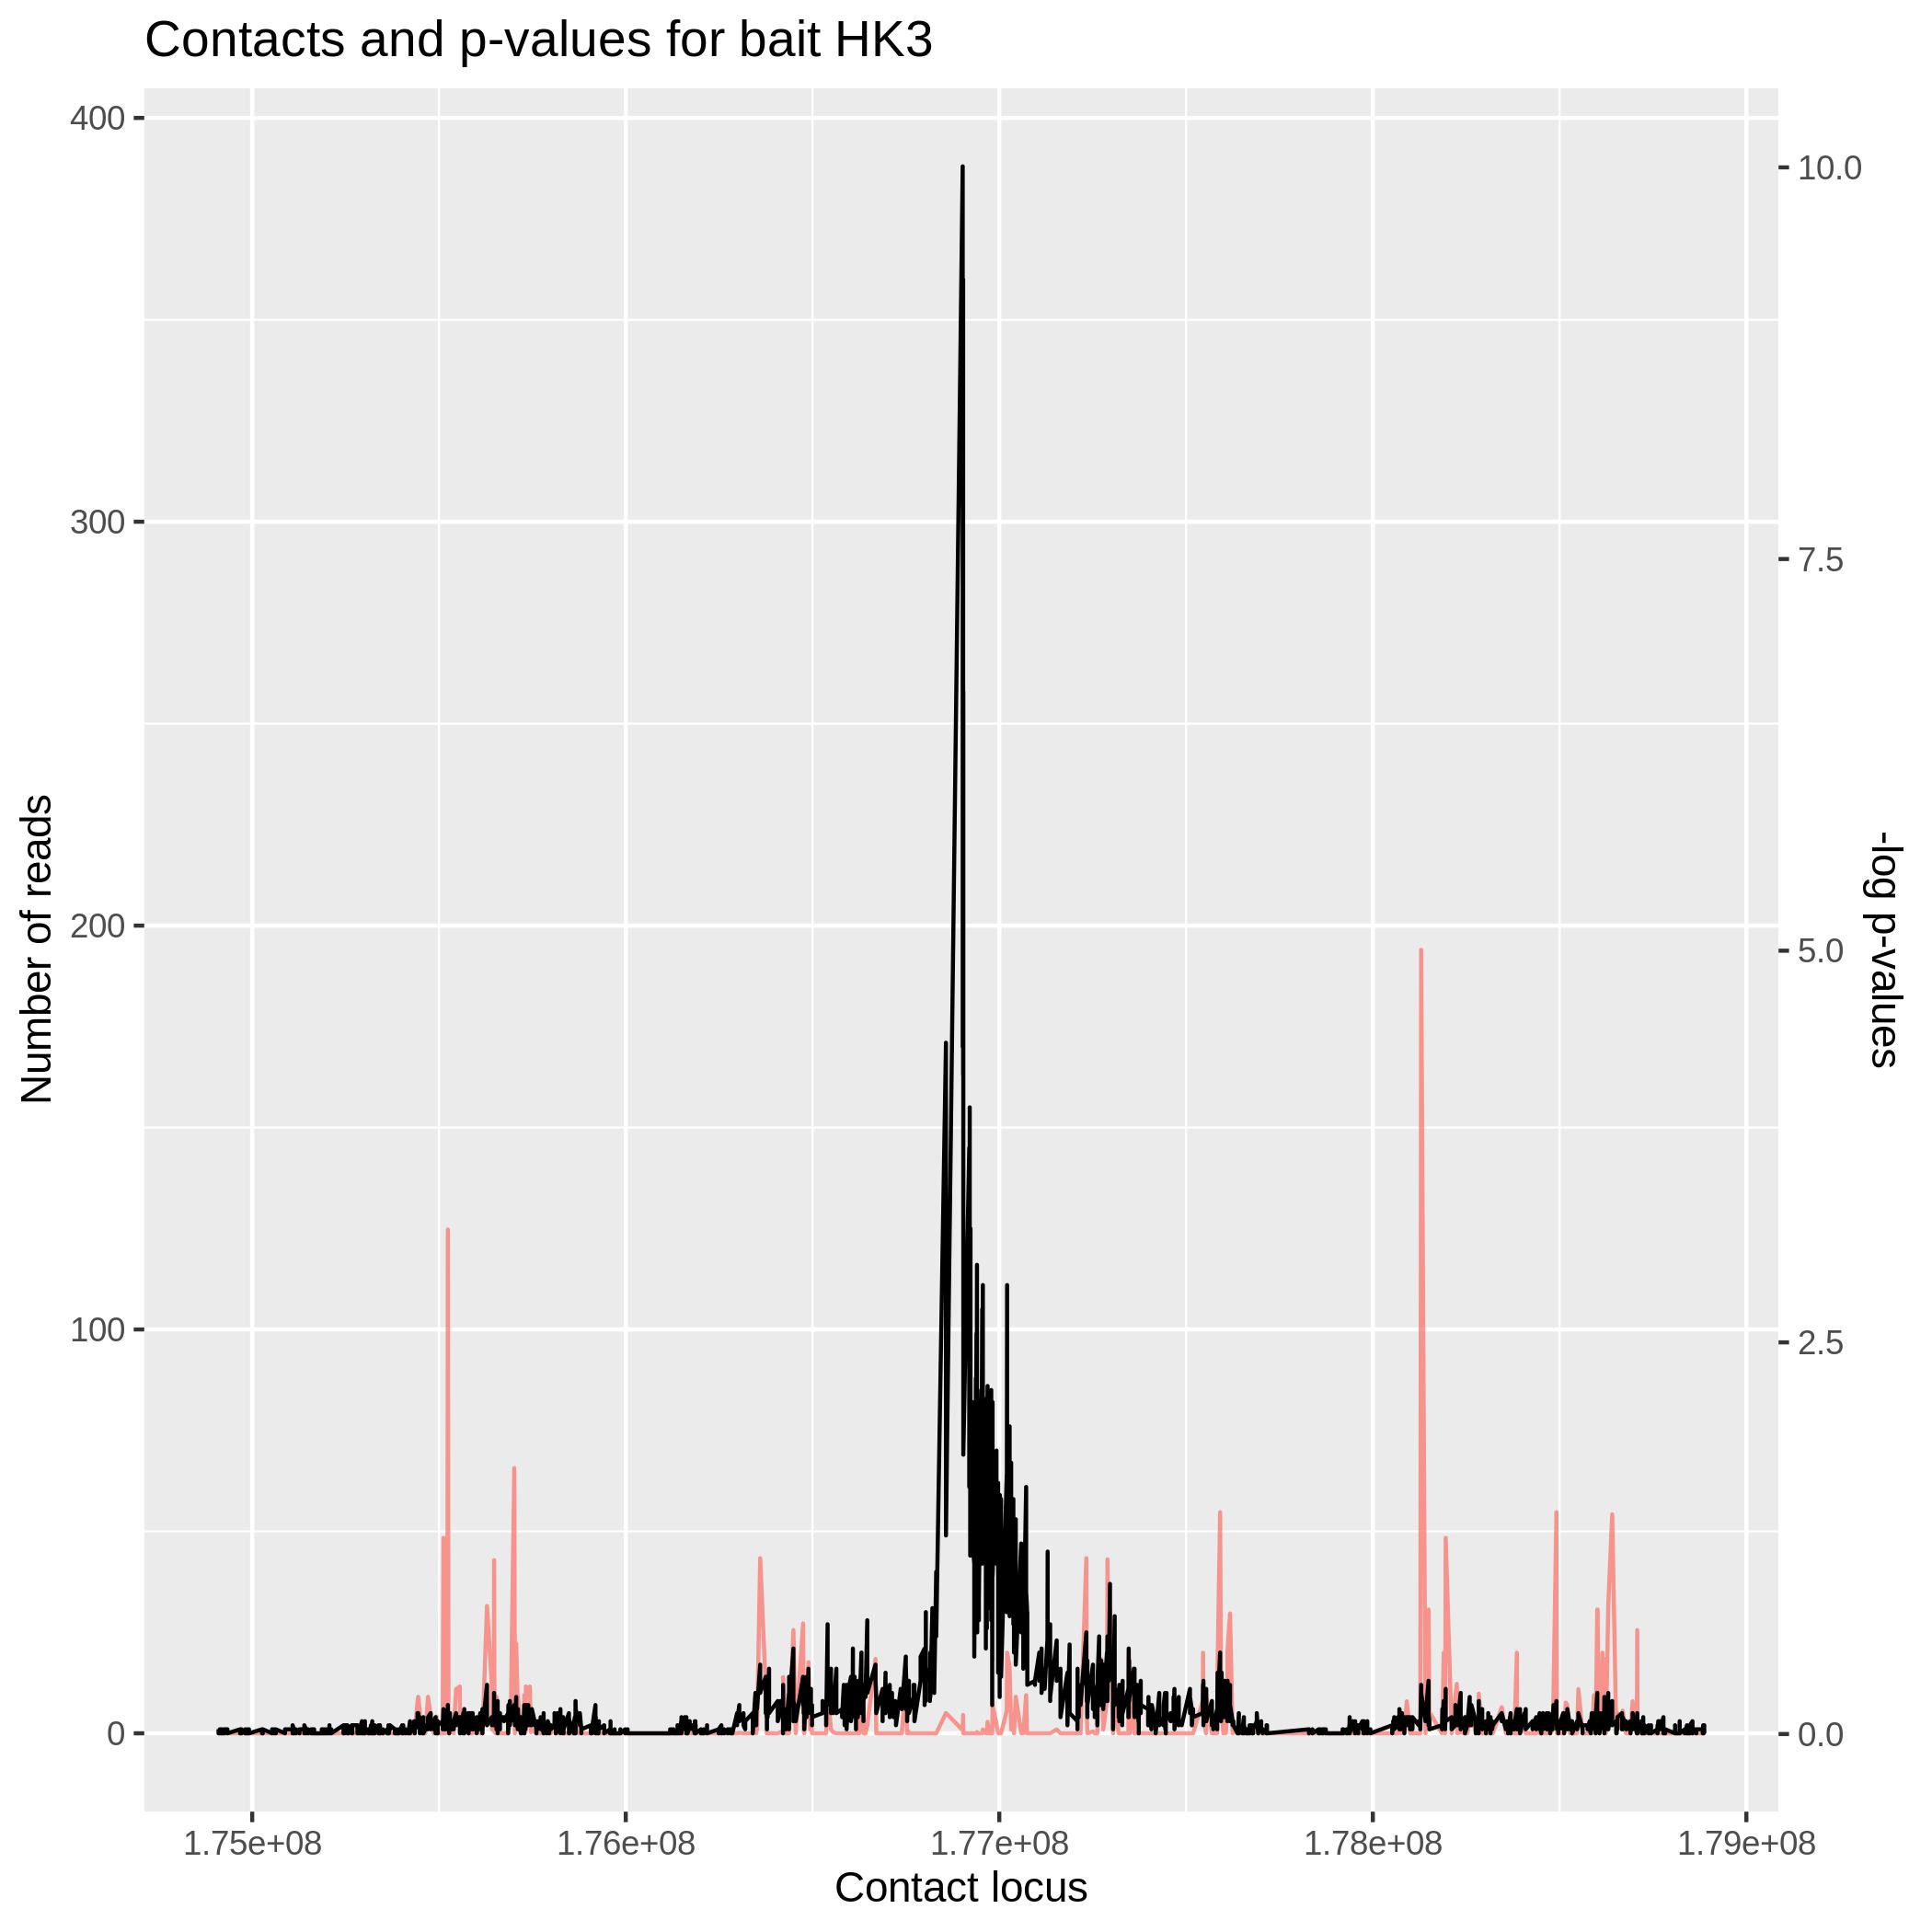 Contacts and p-values for bait HK3
400
300
200
100
0
Number of reads
10.0
7.5
5.0
2.5
0.0
-log p-values
1.75e+08
1.76e+08
1.77e+08
1.78e+08
1.79e+08
Contact locus